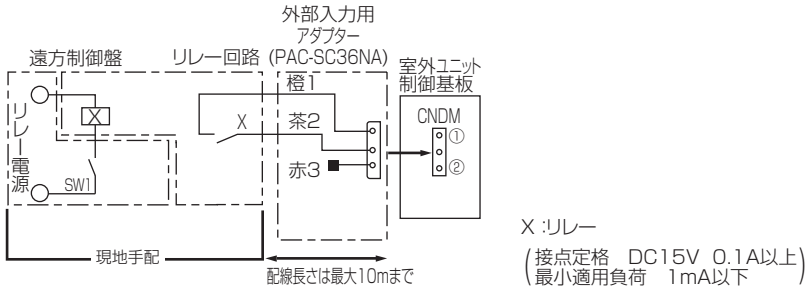 外部入力用
アダプター
(PAC-SC36NA)
遠方制御盤
リレー回路
室外ユニット
制御基板
橙1
CNDM
①
X
X
茶2
リレー電源
赤3
②
SW1
X :リレー
現地手配
配線長さは最大10mまで
接点定格 DC15V 0.1A以上
最小適用負荷 1mA以下